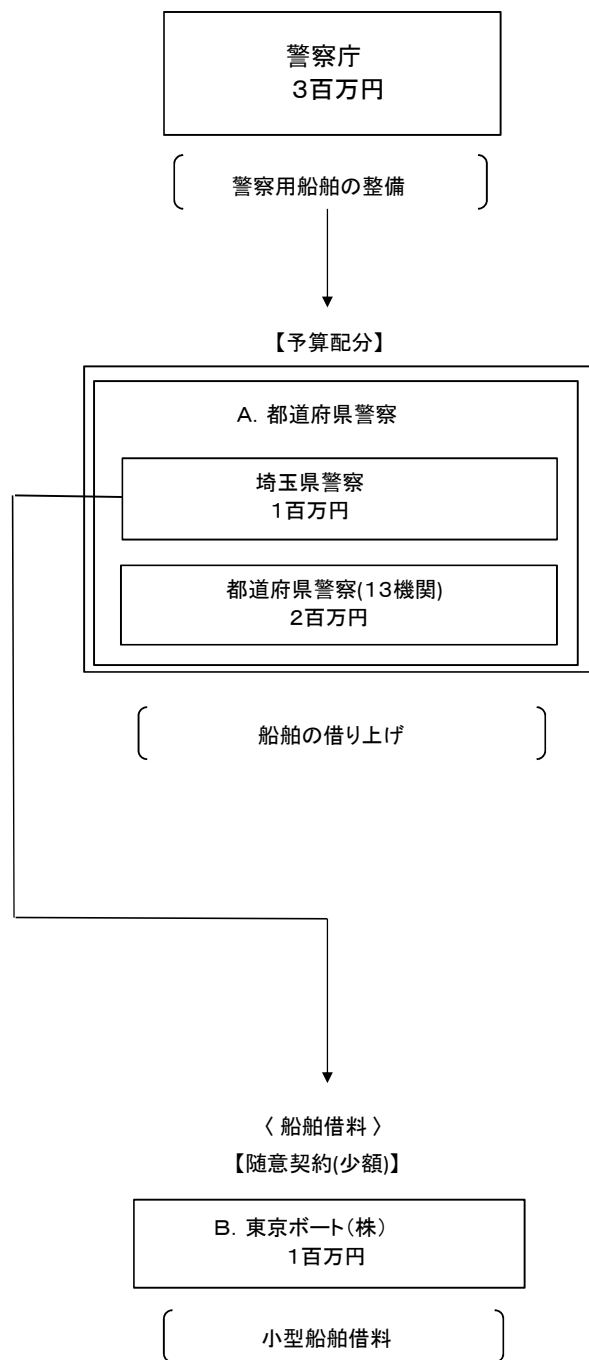 警察庁
3百万円
警察用船舶の整備
【予算配分】
A．都道府県警察
埼玉県警察
1百万円
都道府県警察(13機関)
2百万円
船舶の借り上げ
〈 船舶借料 〉
【随意契約(少額)】
B．東京ボート（株）
1百万円
小型船舶借料